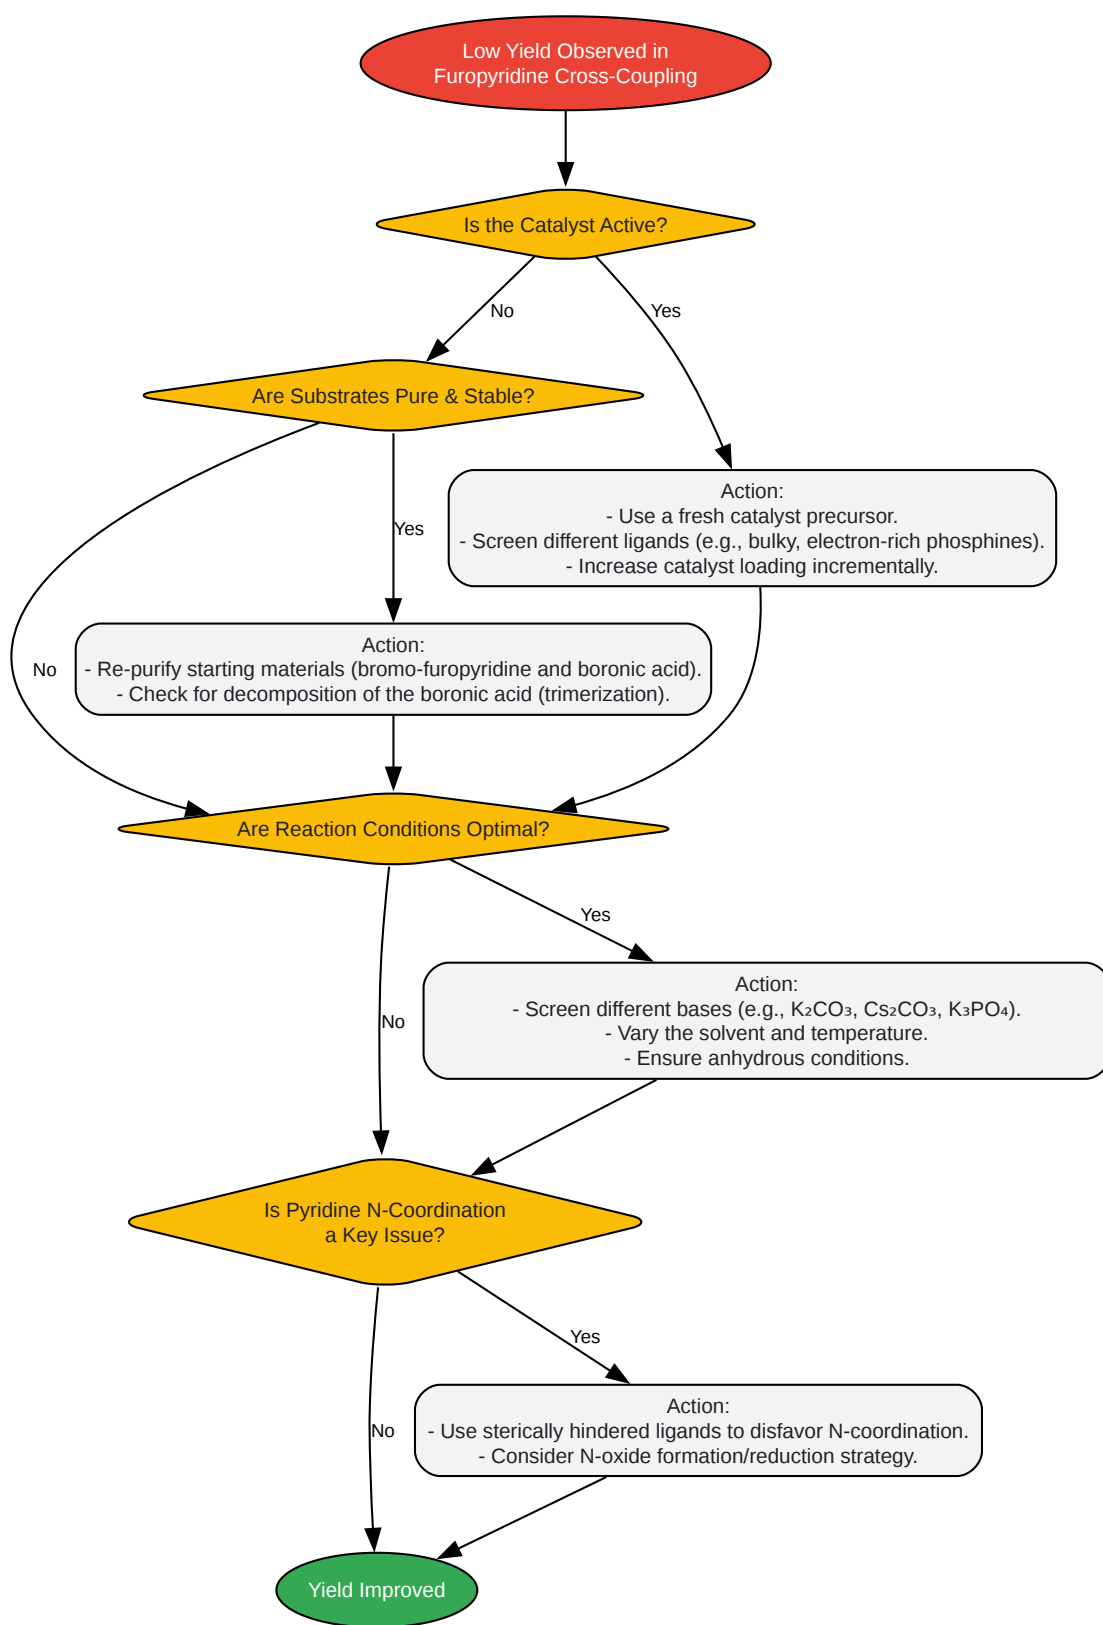 Low Yield Observed in
Furopyridine Cross-Coupling
Is the Catalyst Active?
No
Yes
Are Substrates Pure & Stable?
Action:
- Use a fresh catalyst precursor.
- Screen different ligands (e.g., bulky, electron-rich phosphines).
- Increase catalyst loading incrementally.
Yes
No
Action:
- Re-purify starting materials (bromo-furopyridine and boronic acid).
- Check for decomposition of the boronic acid (trimerization).
Are Reaction Conditions Optimal?
Yes
No
Action:
- Screen different bases (e.g., K₂CO₃, Cs₂CO₃, K₃PO₄).
- Vary the solvent and temperature.
- Ensure anhydrous conditions.
Is Pyridine N-Coordination
a Key Issue?
Yes
No
Action:
- Use sterically hindered ligands to disfavor N-coordination.
- Consider N-oxide formation/reduction strategy.
Yield Improved